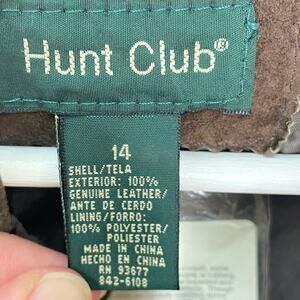 Hunt Club®
14
SHELL/TELA
EXTERIOR: 100%
GENUINE LEATHER/
ANTE DE CERDO
LINING/FORRO:
100% POLYESTER/
POLIESTER
MADE IN CHINA
HECHO EN CHINA
RN 93677
842-6108